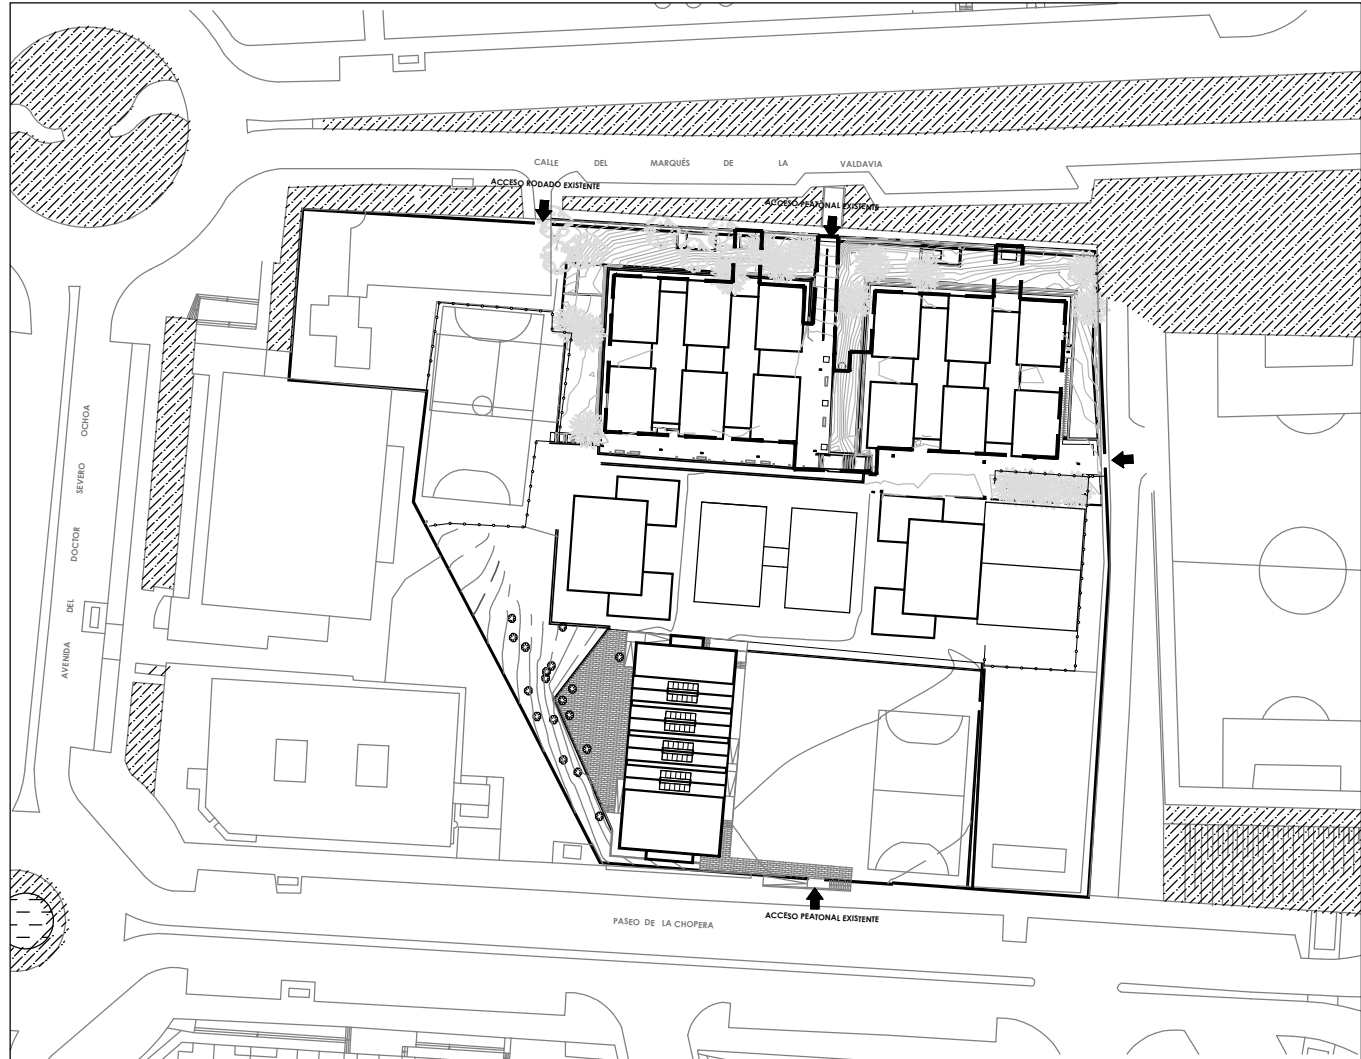 CALLE DEL MARQUÉS DE LA VALDAVIA
ACCESO RODADO EXISTENTE
ACCESO PEATONAL EXISTENTE
AVENIDA DEL DOCTOR SEVERO OCHOA
PASEO DE LA CHOPERA
ACCESO PEATONAL EXISTENTE